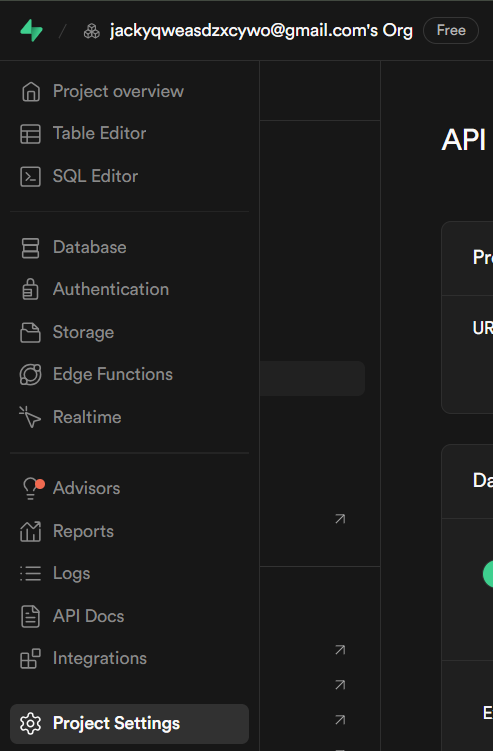 jackyqweasdzxcywo@gmail.com's Org Free
Project overview
Table Editor
SQL Editor
Database
Authentication
Storage
Edge Functions
Realtime
Advisors
Reports
Logs
API Docs
Integrations
Project Settings
API
Pr
UR
Da
E